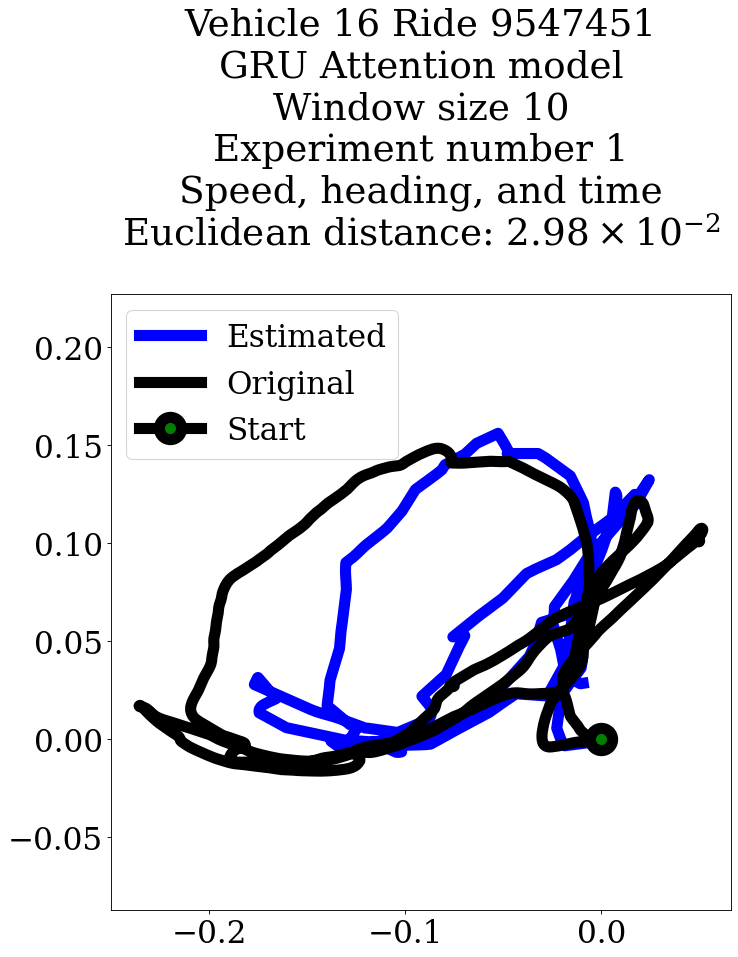 Vehicle 16 Ride 9547451
GRU Attention model
Window size 10
Experiment number 1
Speed, heading, and time
Euclidean distance: 2.98 × 10⁻²
Estimated
Original
Start
0.20
0.15
0.10
0.05
0.00
−0.05
−0.2
−0.1
0.0